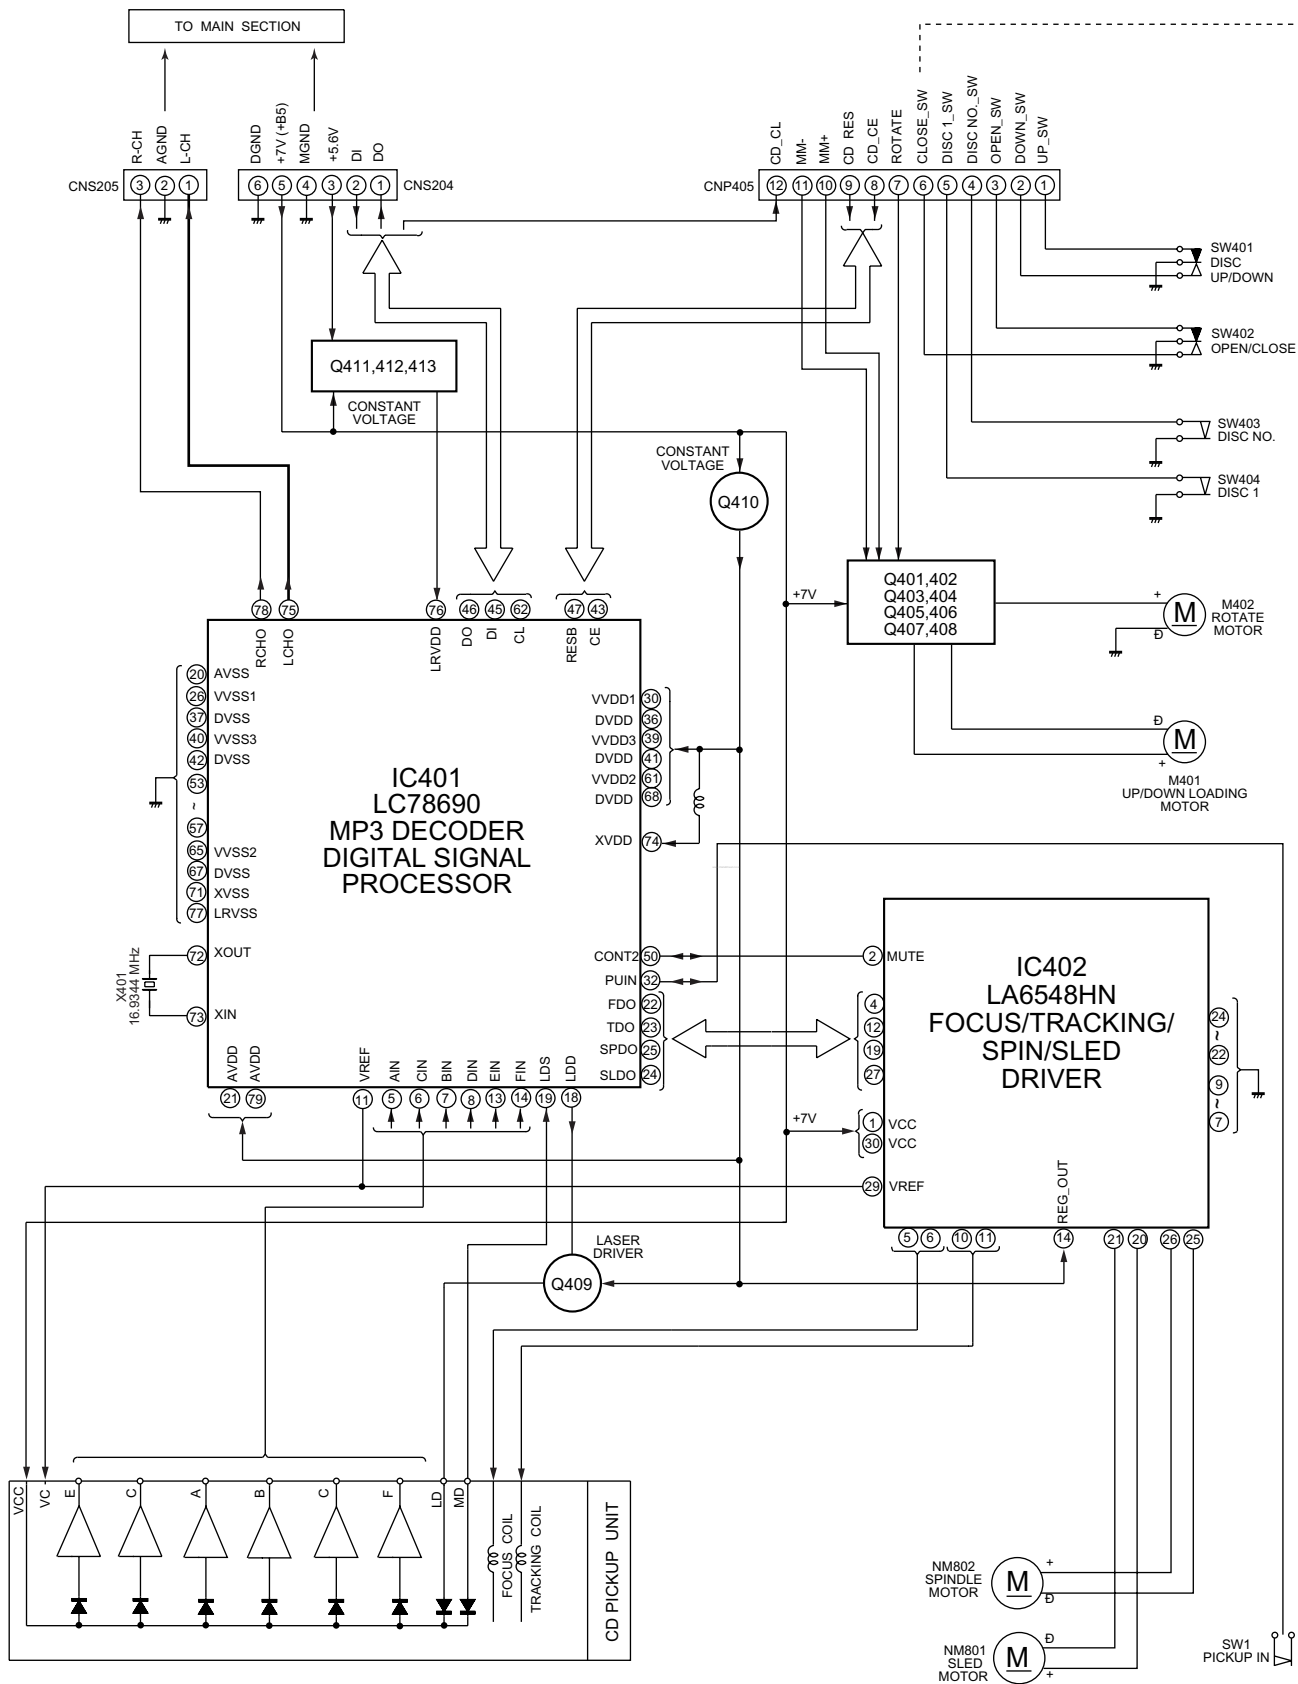 TO MAIN SECTION
R-CH
AGND
L-CH
DGND
+7V (+B5)
MGND
+5.6V
DI
DO
CD_CL
MM-
MM+
CD RES
CD_CE
ROTATE
CLOSE_SW
DISC 1_SW
DISC NO._SW
OPEN_SW
DOWN_SW
UP_SW
CNS205
3
2
1
6
5
4
3
2
1
CNS204
CNP405
12
11
10
9
8
7
6
5
4
3
2
1
SW401
DISC
UP/DOWN
SW402
OPEN/CLOSE
SW403
DISC NO.
SW404
DISC 1
Q411,412,413
CONSTANT
VOLTAGE
CONSTANT
VOLTAGE
Q410
Q401,402
Q403,404
Q405,406
Q407,408
+7V
+
M
Đ
M402
ROTATE
MOTOR
Đ
M
+
M401
UP/DOWN LOADING
MOTOR
78
75
76
46
45
62
47
43
RCHO
LCHO
LRVDD
DO
DI
CL
RESB
CE
20 AVSS
26 VVSS1
37 DVSS
40 VVSS3
42 DVSS
53
~
57
65 VVSS2
67 DVSS
71 XVSS
77 LRVSS
72 XOUT
X401
16.9344 MHz
73 XIN
IC401
LC78690
MP3 DECODER
DIGITAL SIGNAL
PROCESSOR
VVDD1 30
DVDD 36
VVDD3 39
DVDD 41
VVDD2 61
DVDD 68
XVDD 74
CONT2 50
PUIN 32
FDO 22
TDO 23
SPDO 25
SLDO 24
AVDD
AVDD
VREF
AIN
CIN
BIN
DIN
EIN
FIN
LDS
LDD
21
79
11
5
6
7
8
13
14
19
18
2 MUTE
4
12
19
27
+7V
1 VCC
30 VCC
29 VREF
IC402
LA6548HN
FOCUS/TRACKING/
SPIN/SLED
DRIVER
24
~
22
9
~
7
REG_OUT
5
6
10
11
14
21
20
26
25
LASER
DRIVER
Q409
VCC
VC
E
C
A
B
C
F
LD
MD
FOCUS COIL
TRACKING COIL
CD PICKUP UNIT
NM802
SPINDLE
MOTOR
M
+
Đ
NM801
SLED
MOTOR
M
Đ
+
SW1
PICKUP IN